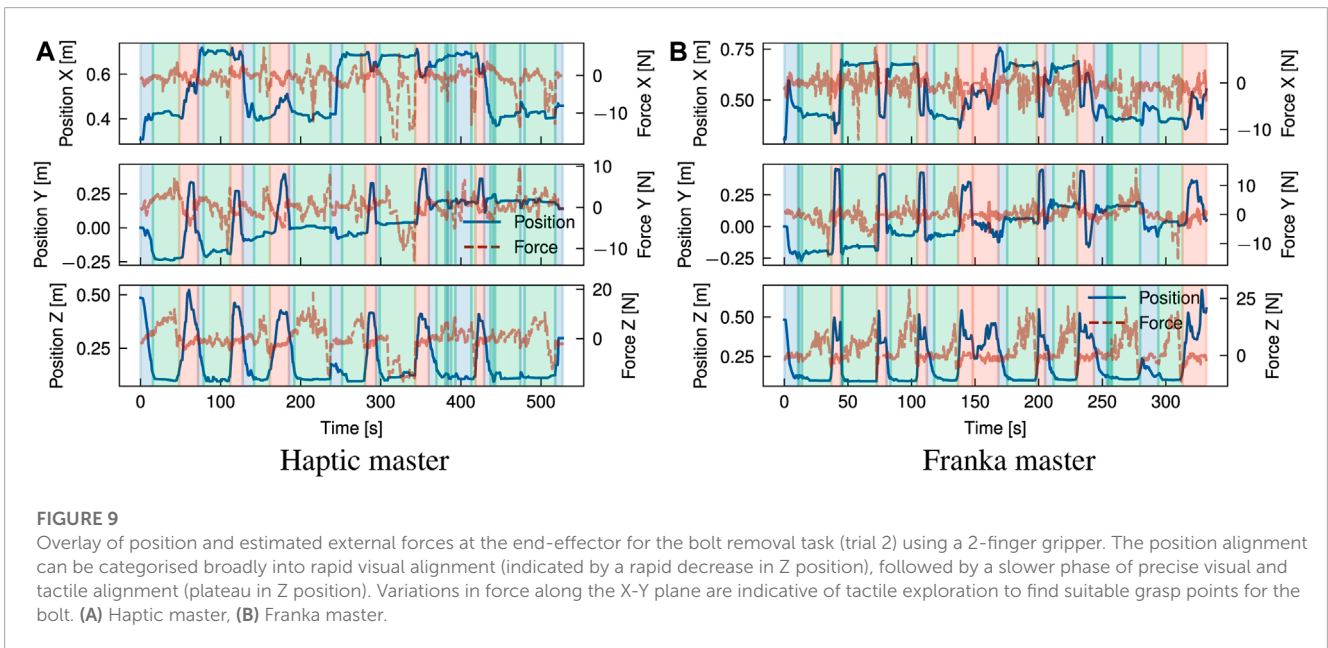 A
Position X [m]
0.6
0.4
0
−10
Force X [N]
Position Y [m]
0.25
0.00
−0.25
10
0
−10
Force Y [N]
Position
Force
Position Z [m]
0.50
0.25
20
0
Force Z [N]
0 100 200 300 400 500
Time [s]
Haptic master
B
Position X [m]
0.75
0.50
0
−10
Force X [N]
Position Y [m]
0.25
0.00
−0.25
10
0
−10
Force Y [N]
Position Z [m]
0.50
0.25
Position
Force
25
0
Force Z [N]
0 50 100 150 200 250 300
Time [s]
Franka master
FIGURE 9
Overlay of position and estimated external forces at the end-effector for the bolt removal task (trial 2) using a 2-finger gripper. The position alignment
can be categorised broadly into rapid visual alignment (indicated by a rapid decrease in Z position), followed by a slower phase of precise visual and
tactile alignment (plateau in Z position). Variations in force along the X-Y plane are indicative of tactile exploration to find suitable grasp points for the
bolt. (A) Haptic master, (B) Franka master.